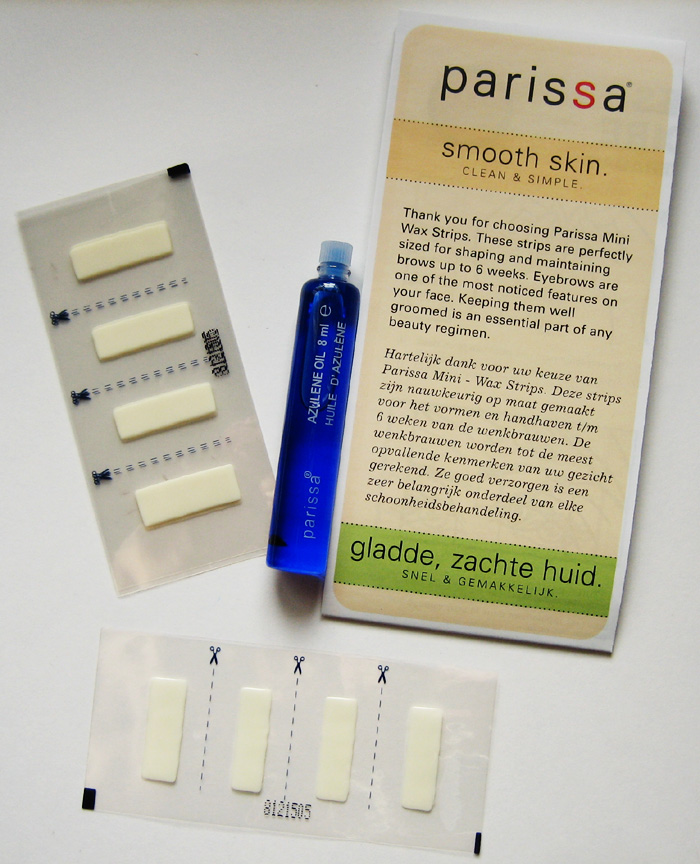 parissa®
smooth skin.
CLEAN & SIMPLE.
Thank you for choosing Parissa Mini
Wax Strips. These strips are perfectly
sized for shaping and maintaining
brows up to 6 weeks. Eyebrows are
one of the most noticed features on
your face. Keeping them well
groomed is an essential part of any
beauty regimen.
Hartelijk dank voor uw keuze van
Parissa Mini - Wax Strips. Deze strips
zijn nauwkeurig op maat gemaakt
voor het vormen en handhaven t/m
6 weken van de wenkbrauwen. De
wenkbrauwen worden tot de meest
opvallende kenmerken van uw gezicht
gerekend. Ze goed verzorgen is een
zeer belangrijk onderdeel van elke
schoonheidsbehandeling.
gladde, zachte huid.
SNEL & GEMAKKELIJK.
parissa®
AZULENE OIL 8 ml e
HUILE D'AZULÈNE
8121505